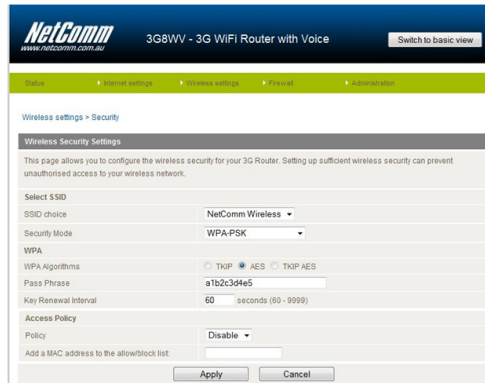 NetComm
www.netcomm.com.au
3G8WV - 3G WiFi Router with Voice
Switch to basic view
Status Internet settings Wireless settings Firewall Administration
Wireless settings > Security
Wireless Security Settings
This page allows you to configure the wireless security for your 3G Router. Setting up sufficient wireless security can prevent
unauthorised access to your wireless network.
Select SSID
SSID choice NetComm Wireless
Security Mode WPA-PSK
WPA
WPA Algorithms TKIP AES TKIP AES
Pass Phrase a1b2c3d4e5
Key Renewal Interval 60 seconds (60 - 9999)
Access Policy
Policy Disable
Add a MAC address to the allow/block list:
Apply Cancel